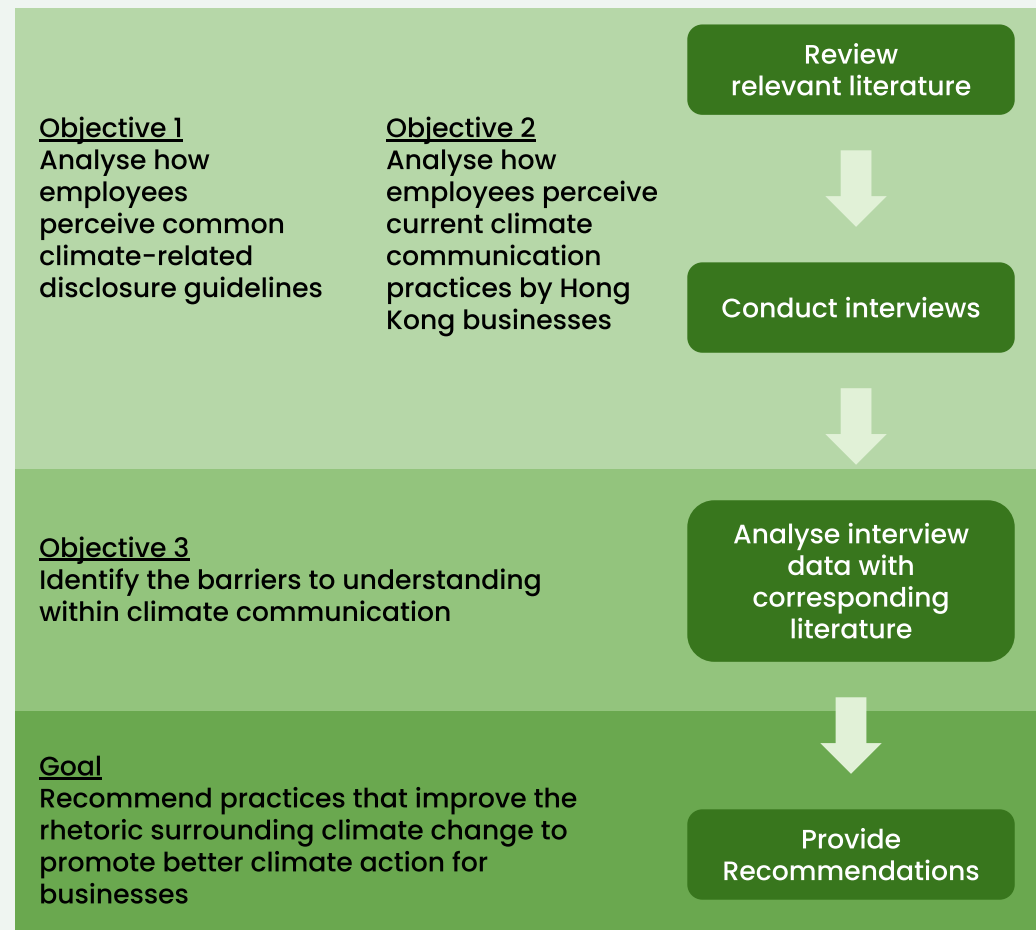 Review
relevant literature
Objective 1
Analyse how
employees
perceive common
climate-related
disclosure guidelines
Objective 2
Analyse how
employees perceive
current climate
communication
practices by Hong
Kong businesses
Conduct interviews
Objective 3
Identify the barriers to understanding
within climate communication
Analyse interview
data with
corresponding
literature
Goal
Recommend practices that improve the
rhetoric surrounding climate change to
promote better climate action for
businesses
Provide
Recommendations